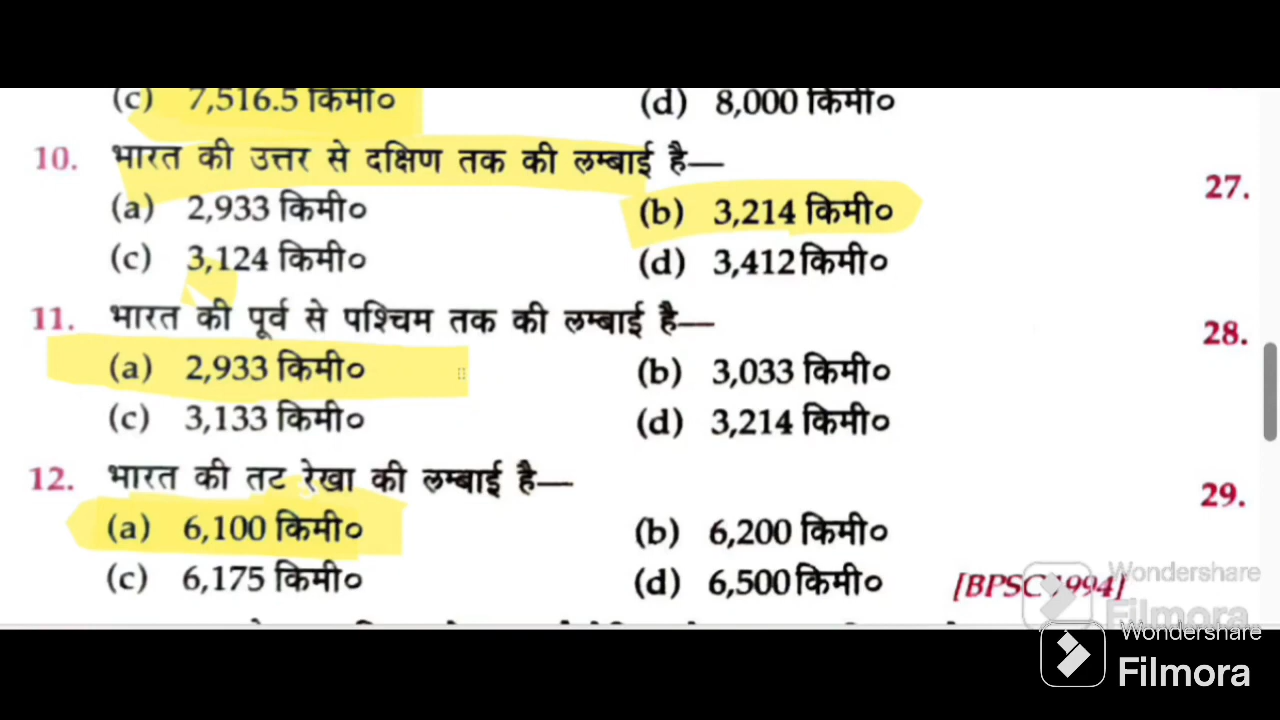 (c) 7,516.5 किमी० (d) 8,000 किमी०
10. भारत की उत्तर से दक्षिण तक की लम्बाई है—
27.
(a) 2,933 किमी० (b) 3,214 किमी०
(c) 3,124 किमी० (d) 3,412 किमी०
11. भारत की पूर्व से पश्चिम तक की लम्बाई है—
28.
(a) 2,933 किमी० (b) 3,033 किमी०
(c) 3,133 किमी० (d) 3,214 किमी०
12. भारत की तट रेखा की लम्बाई है—
29.
(a) 6,100 किमी० (b) 6,200 किमी०
(c) 6,175 किमी० (d) 6,500 किमी० [BPSC 1994]
Wondershare
Filmora
Wondershare
Filmora